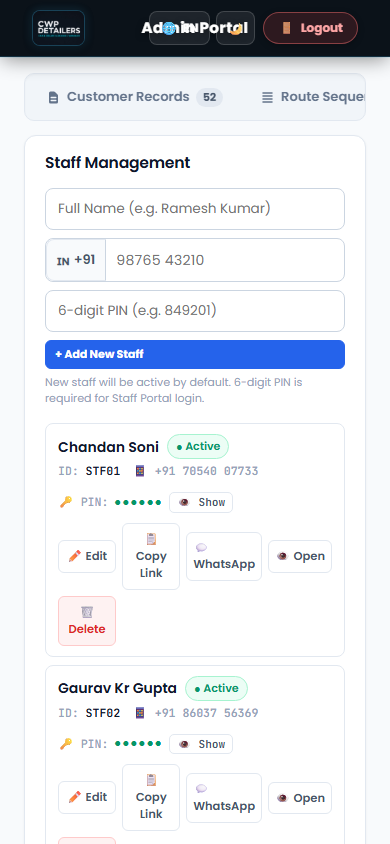 CWP
DETAILERS
Admin Portal
Logout
Customer Records 52
Route Seque
Staff Management
Full Name (e.g. Ramesh Kumar)
IN +91 98765 43210
6-digit PIN (e.g. 849201)
+ Add New Staff
New staff will be active by default. 6-digit PIN is
required for Staff Portal login.
Chandan Soni ● Active
ID: STF01 +91 70540 07733
PIN: ●●●●●● Show
Edit
Copy
Link
WhatsApp
Open
Delete
Gaurav Kr Gupta ● Active
ID: STF02 +91 86037 56369
PIN: ●●●●●● Show
Edit
Copy
Link
WhatsApp
Open